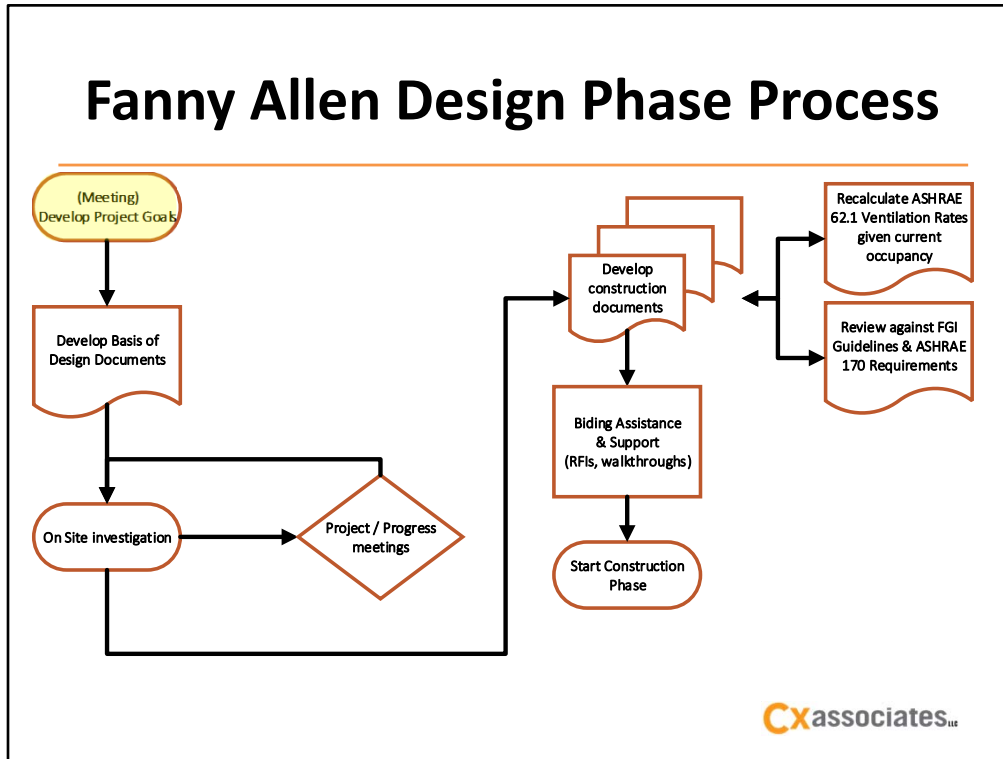 Fanny Allen Design Phase Process
(Meeting)
Develop Project Goals
Develop Basis of
Design Documents
On Site investigation
Project / Progress
meetings
Develop
construction
documents
Biding Assistance
& Support
(RFIs, walkthroughs)
Start Construction
Phase
Recalculate ASHRAE
62.1 Ventilation Rates
given current
occupancy
Review against FGI
Guidelines & ASHRAE
170 Requirements
Cxassociates LLC